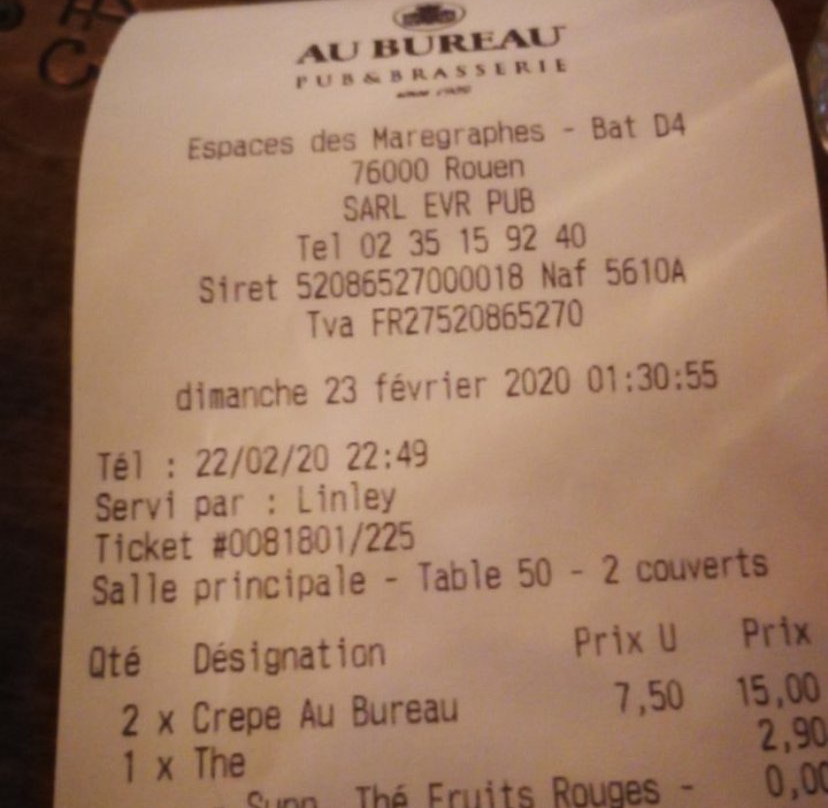 AU BUREAU
PUB & BRASSERIE
Espaces des Maregraphes - Bat D4
76000 Rouen
SARL EVR PUB
Tel 02 35 15 92 40
Siret 52086527000018 Naf 5610A
Tva FR27520865270
dimanche 23 février 2020 01:30:55
Tél : 22/02/20 22:49
Servi par : Linley
Ticket #0081801/225
Salle principale - Table 50 - 2 couverts
Qté Désignation Prix U Prix
2 x Crepe Au Bureau 7,50 15,00
1 x The 2,90
Supp. Thé Fruits Rouges - 0,00